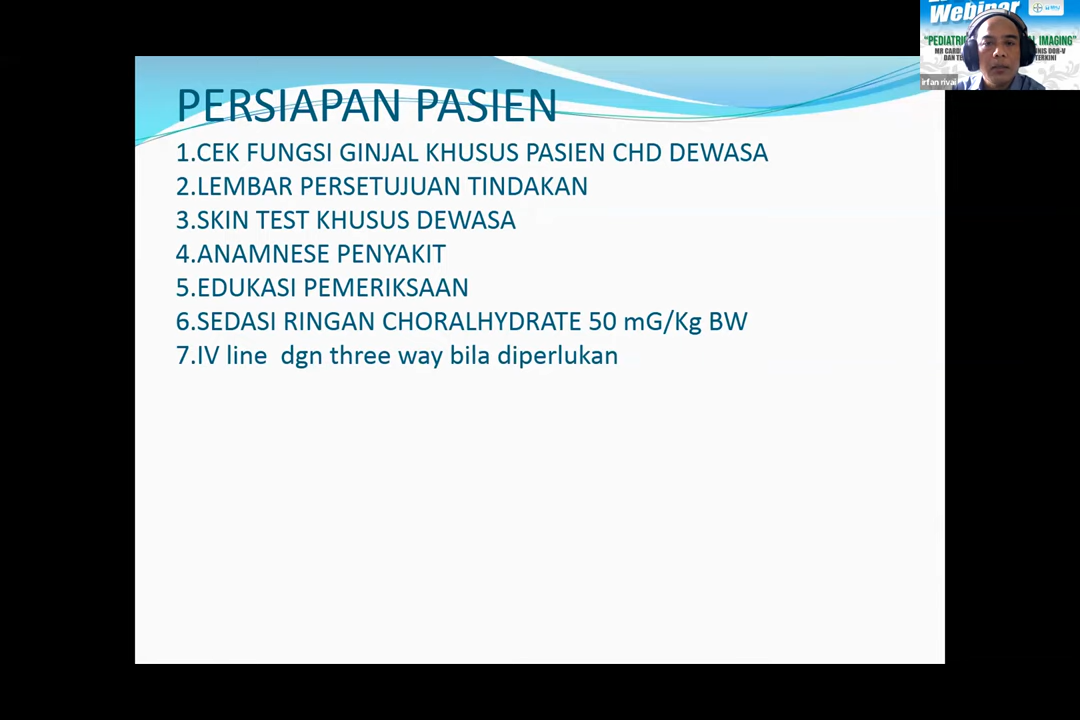 Webinar
PERSIAPAN PASIEN
1.CEK FUNGSI GINJAL KHUSUS PASIEN CHD DEWASA
2.LEMBAR PERSETUJUAN TINDAKAN
3.SKIN TEST KHUSUS DEWASA
4.ANAMNESE PENYAKIT
5.EDUKASI PEMERIKSAAN
6.SEDASI RINGAN CHORALHYDRATE 50 mG/Kg BW
7.IV line dgn three way bila diperlukan
IMAGING"
irfan rivai